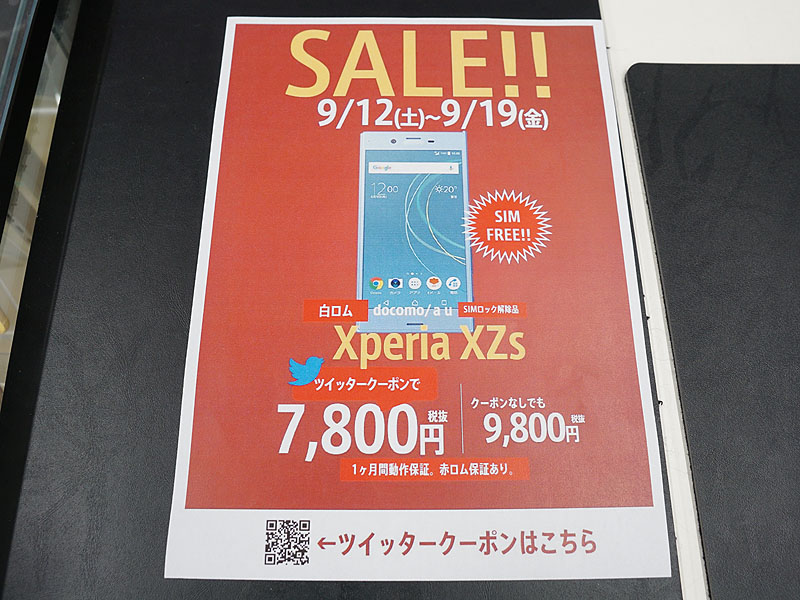 SALE!!
9/12(土)~9/19(金)
Google
12:00
20°
SIM
FREE!!
白ロム docomo/au SIMロック解除品
Xperia XZs
ツイッタークーポンで
7,800円 税抜
クーポンなしでも
9,800円 税抜
1ヶ月間動作保証。赤ロム保証あり。
←ツイッタークーポンはこちら